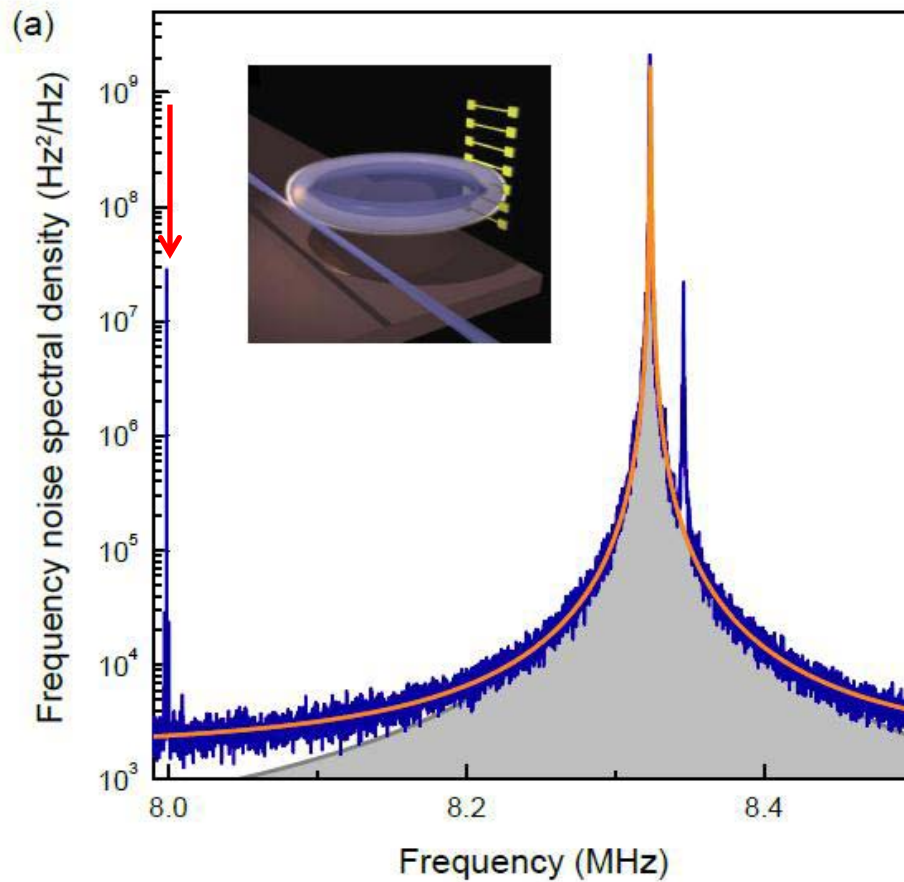 (a)
Frequency noise spectral density (Hz²/Hz)
10⁹
10⁸
10⁷
10⁶
10⁵
10⁴
10³
8.0 8.2 8.4
Frequency (MHz)